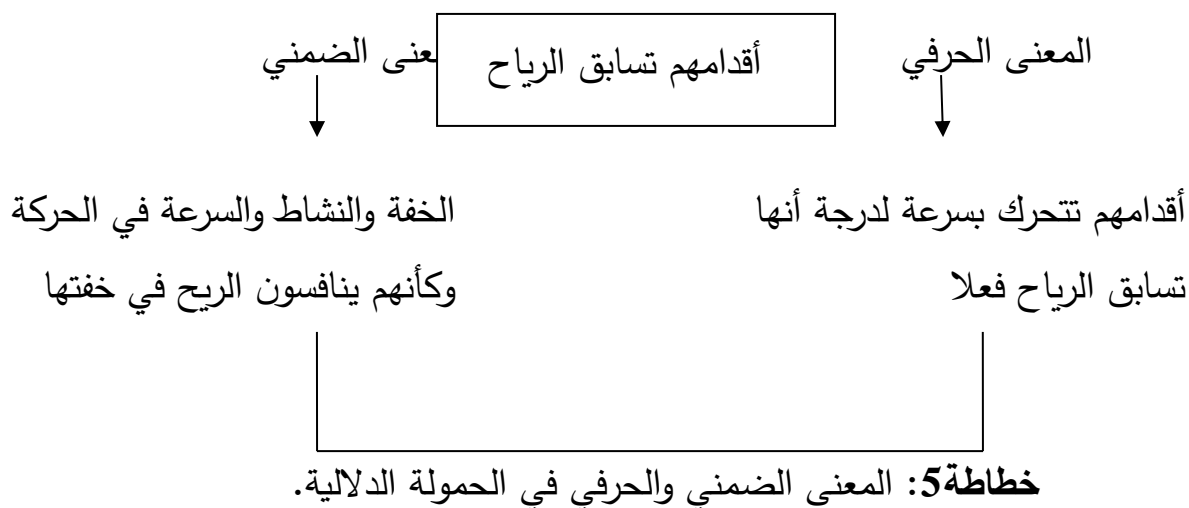 المعنى الحرفي
أقدامهم تسابق الرياح
عنى الضمني
أقدامهم تتحرك بسرعة لدرجة أنها
تسابق الرياح فعلا
الخفة والنشاط والسرعة في الحركة
وكأنهم ينافسون الريح في خفتها
خطاطة5: المعنى الضمني والحرفي في الحمولة الدلالية.